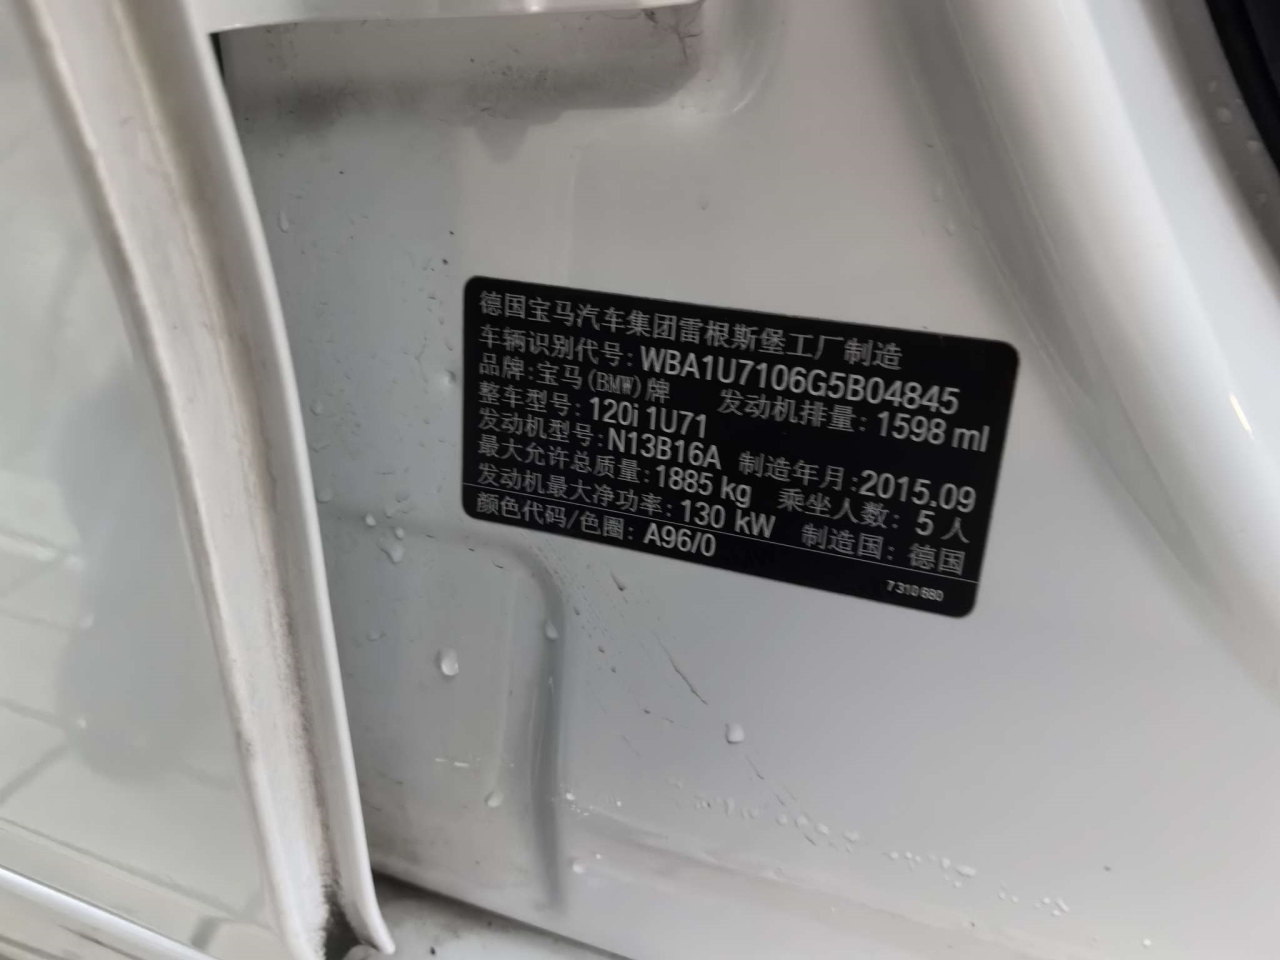 德国宝马汽车集团雷根斯堡工厂制造
车辆识别代号: WBA1U7106G5B04845
品牌:宝马(BMW)牌 发动机排量: 1598 ml
整车型号: 120i 1U71
发动机型号: N13B16A 制造年月:2015.09
最大允许总质量: 1885 kg 乘坐人数: 5 人
发动机最大净功率: 130 kW 制造国: 德国
颜色代码/色圈: A96/0
7 310 680